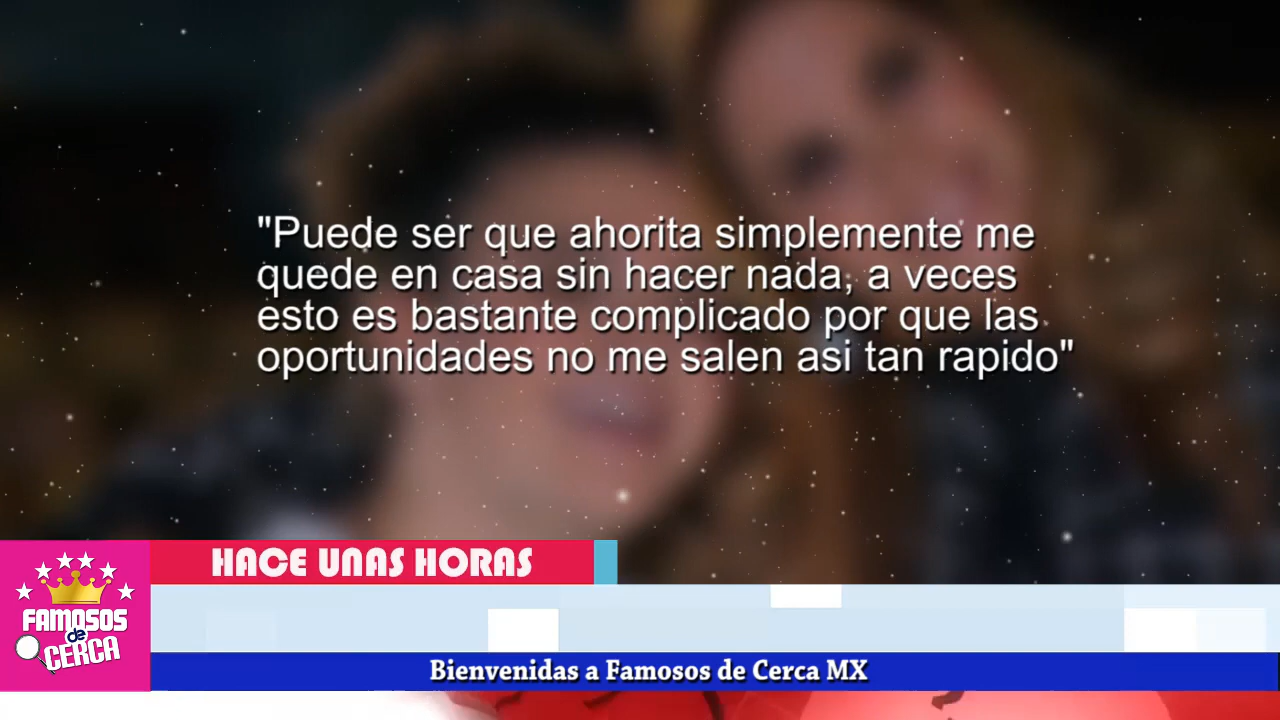 "Puede ser que ahorita simplemente me
quede en casa sin hacer nada, a veces
esto es bastante complicado por que las
oportunidades no me salen asi tan rapido"
HACE UNAS HORAS
FAMOSOS
de
CERCA
Bienvenidas a Famosos de Cerca MX